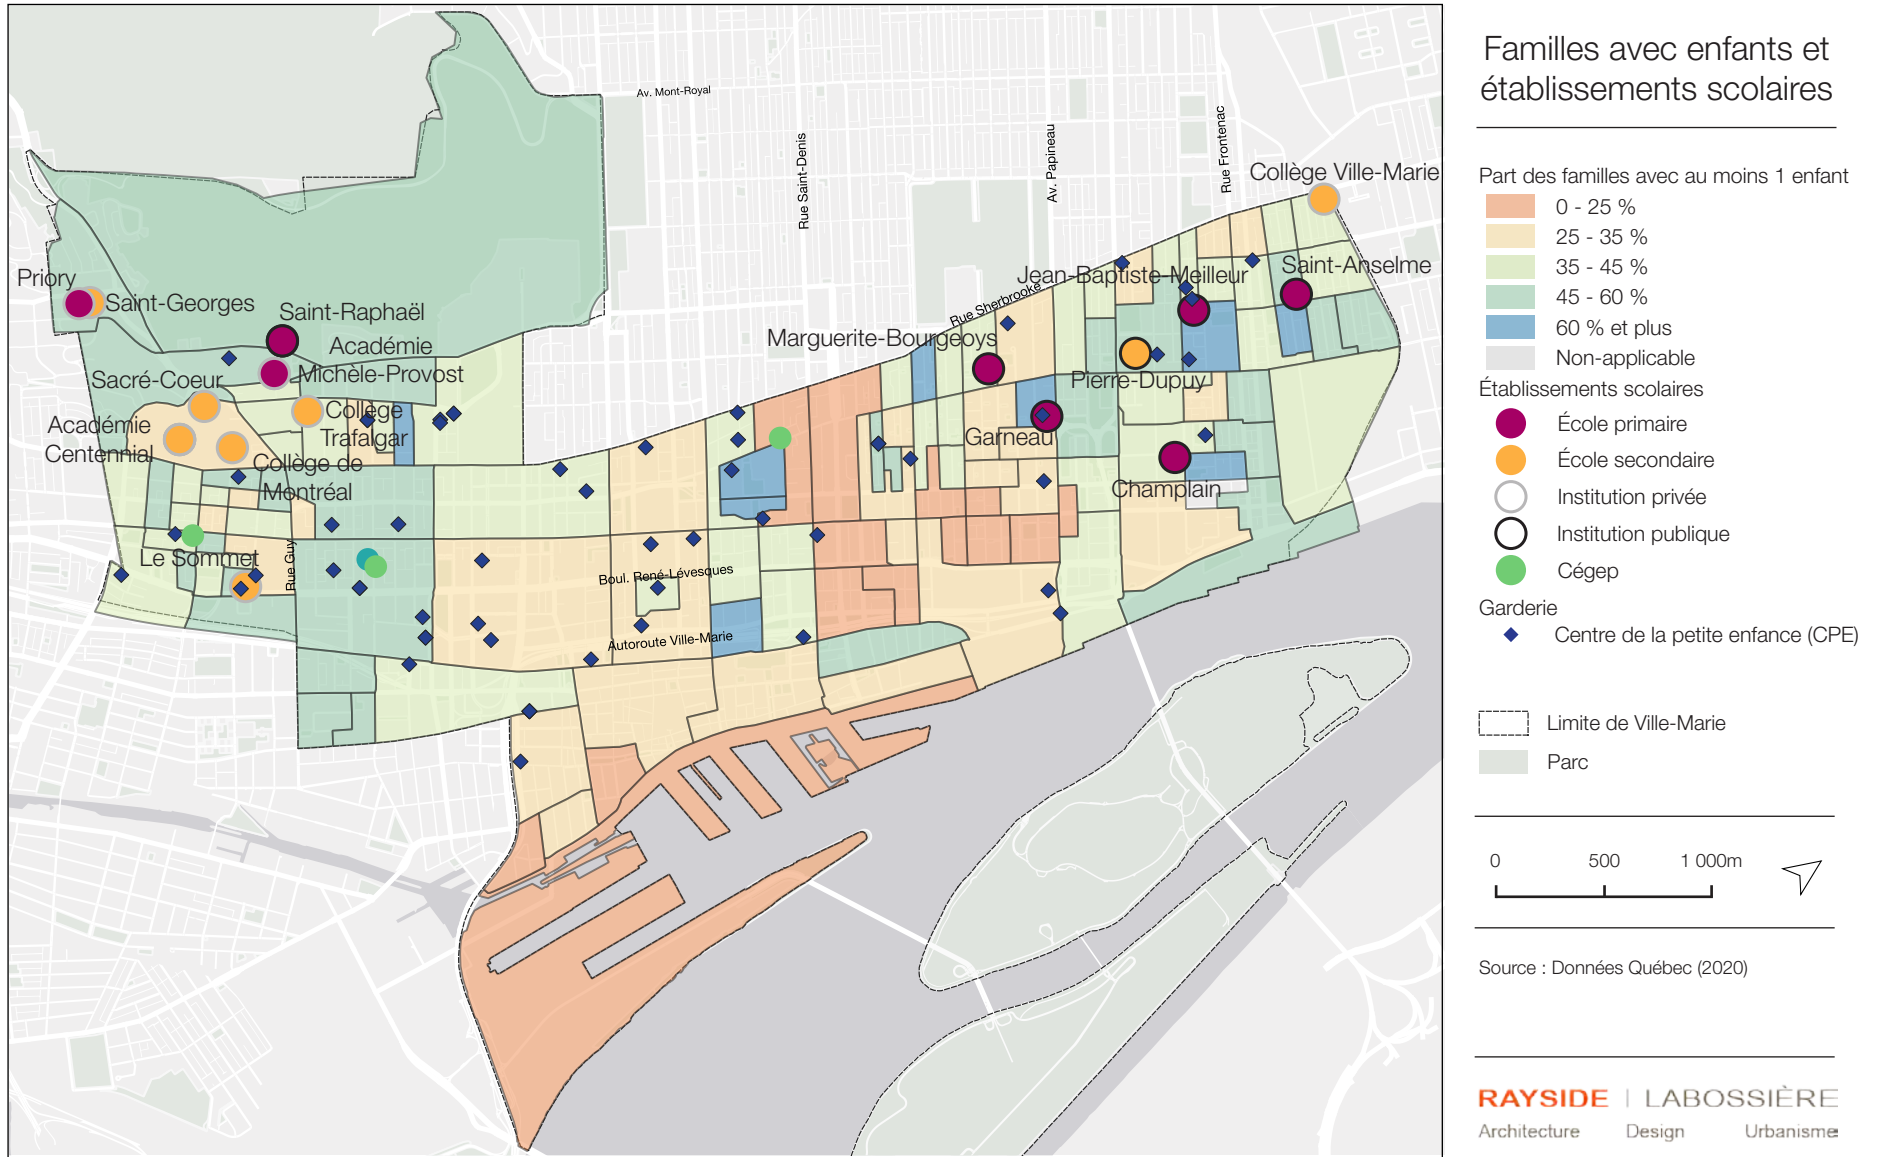 Familles avec enfants et
établissements scolaires
Part des familles avec au moins 1 enfant
0 - 25 %
25 - 35 %
35 - 45 %
45 - 60 %
60 % et plus
Non-applicable
Établissements scolaires
École primaire
École secondaire
Institution privée
Institution publique
Cégep
Garderie
Centre de la petite enfance (CPE)
Limite de Ville-Marie
Parc
0 500 1 000m
Source : Données Québec (2020)
RAYSIDE | LABOSSIÈRE
Architecture Design Urbanisme
Av. Mont-Royal
Rue Saint-Denis
Av. Papineau
Rue Frontenac
Collège Ville-Marie
Priory
Saint-Georges
Saint-Raphaël
Académie
Michèle-Provost
Sacré-Coeur
Académie
Centennial
Collège
Trafalgar
Collège de
Montréal
Le Sommet
Rue Guy
Rue Sherbrooke
Jean-Baptiste-Meilleur
Saint-Anselme
Marguerite-Bourgeoys
Pierre-Dupuy
Garneau
Champlain
Boul. René-Lévesques
Autoroute Ville-Marie